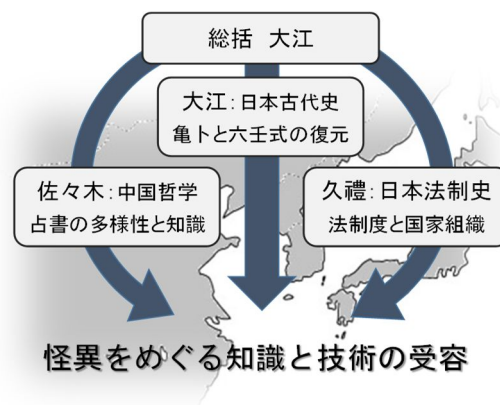 総括 大江
大江：日本古代史
亀卜と六壬式の復元
佐々木：中国哲学
占書の多様性と知識
久禮：日本法制史
法制度と国家組織
怪異をめぐる知識と技術の受容